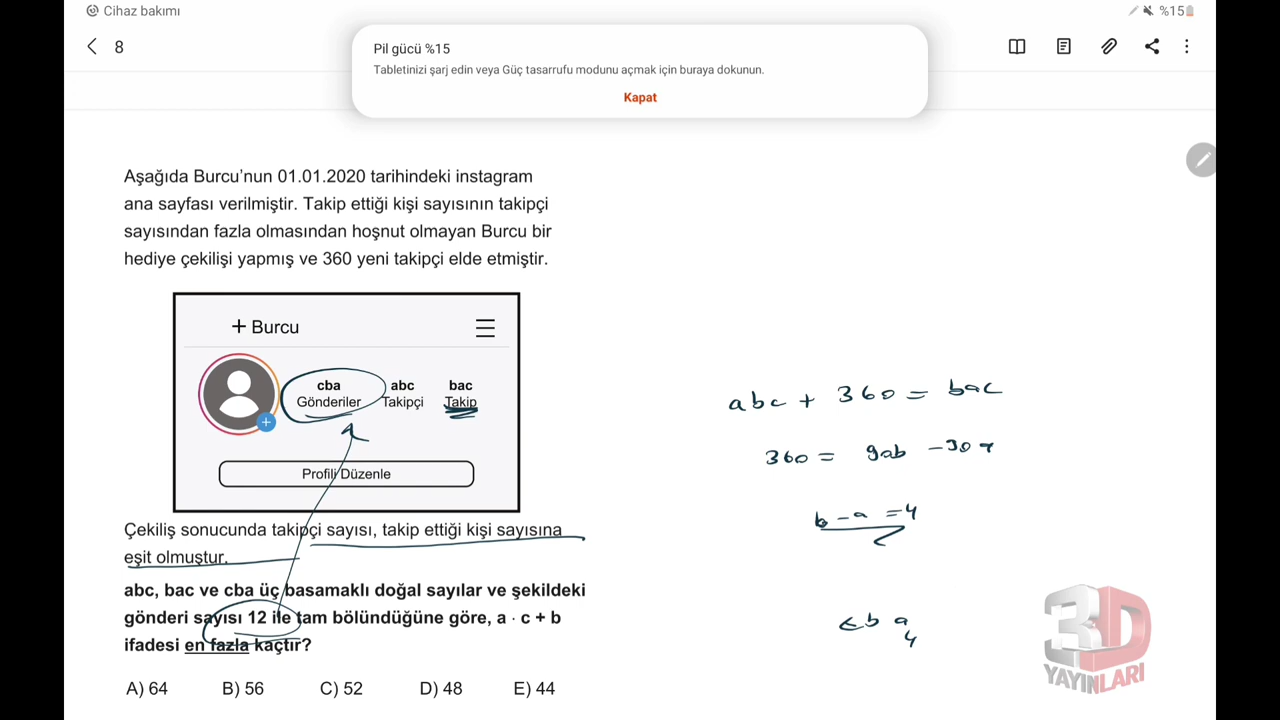 Cihaz bakımı
%15
8
Pil gücü %15
Tabletinizi şarj edin veya Güç tasarrufu modunu açmak için buraya dokunun.
Kapat
Aşağıda Burcu'nun 01.01.2020 tarihindeki instagram
ana sayfası verilmiştir. Takip ettiği kişi sayısının takipçi
sayısından fazla olmasından hoşnut olmayan Burcu bir
hediye çekilişi yapmış ve 360 yeni takipçi elde etmiştir.
+ Burcu
cba abc bac
Gönderiler Takipçi Takip
Profili Düzenle
Çekiliş sonucunda takipçi sayısı, takip ettiği kişi sayısına
eşit olmuştur.
abc, bac ve cba üç basamaklı doğal sayılar ve şekildeki
gönderi sayısı 12 ile tam bölündüğüne göre, a · c + b
ifadesi en fazla kaçtır?
A) 64 B) 56 C) 52 D) 48 E) 44
abc + 360 = bac
360 =
b - a = 4
c b a
4
3D
YAYINLARI